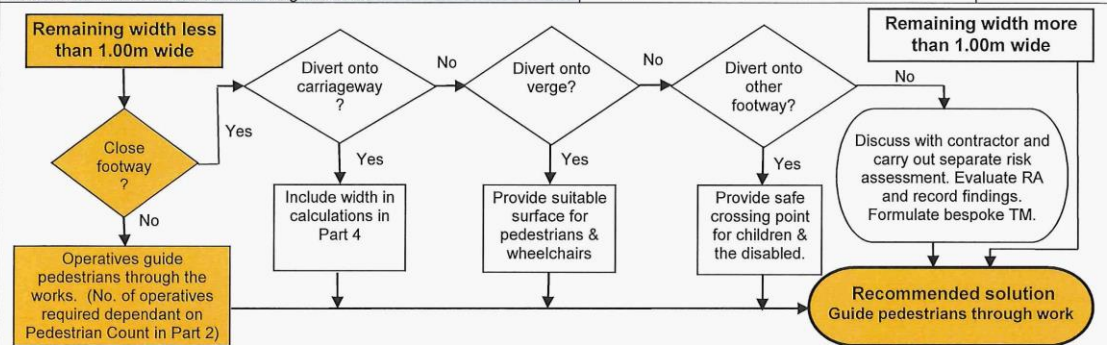 Remaining width less
than 1.00m wide
Remaining width more
than 1.00m wide
Divert onto
carriageway
?
No
Divert onto
verge?
No
Divert onto
other
footway?
No
Close
footway
?
Yes
Yes
Yes
Yes
Discuss with contractor and
carry out separate risk
assessment. Evaluate RA
and record findings.
Formulate bespoke TM.
Include width in
calculations in
Part 4
Provide suitable
surface for
pedestrians &
wheelchairs
Provide safe
crossing point
for children &
the disabled.
No
Operatives guide
pedestrians through the
works. (No. of operatives
required dependant on
Pedestrian Count in Part 2)
Recommended solution
Guide pedestrians through work